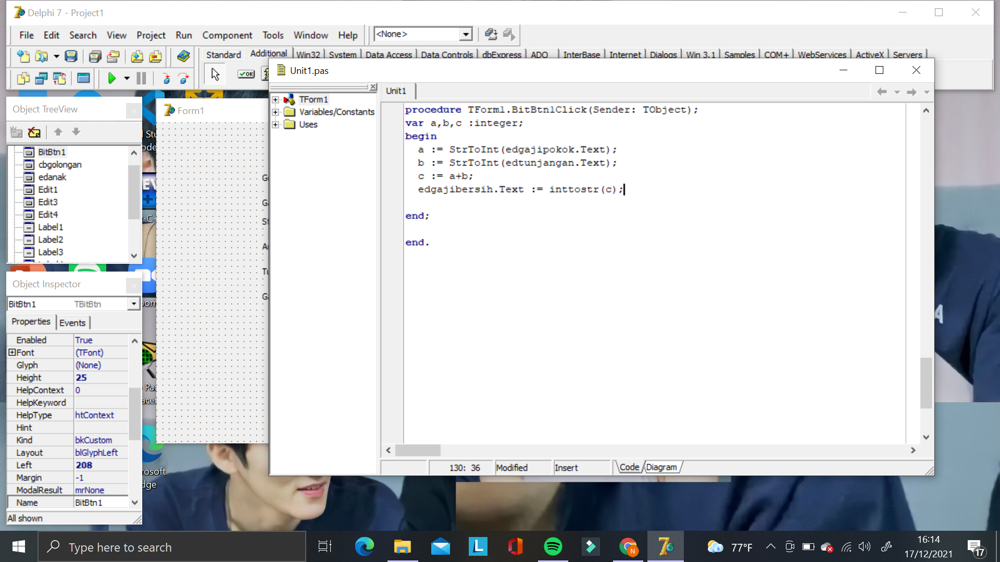 Delphi 7 - Project1
File Edit Search View Project Run Component Tools Window Help
<None>
Standard Additional Win32 System Data Access Data Controls dbExpress ADO InterBase Internet Dialogs Win 3.1 Samples COM+ WebServices ActiveX Servers
OK
Unit1.pas
Unit1
TForm1
Variables/Constants
Uses
procedure TForm1.BitBtn1Click(Sender: TObject);
var a,b,c :integer;
begin
a := StrToInt(edgajipokok.Text);
b := StrToInt(edtunjangan.Text);
c := a+b;
edgajibersih.Text := inttostr(c);
end;
end.
130: 36 Modified Insert Code Diagram
Object TreeView
BitBtn1
cbgolongan
edanak
Edit1
Edit3
Edit4
Label1
Label2
Label3
Form1
Object Inspector
BitBtn1 TBitBtn
Properties Events
Enabled True
Font (TFont)
Glyph (None)
Height 25
HelpContext 0
HelpKeyword
HelpType htContext
Hint
Kind bkCustom
Layout blGlyphLeft
Left 208
Margin -1
ModalResult mrNone
Name BitBtn1
All shown
Type here to search
77°F
16:14
17/12/2021
17